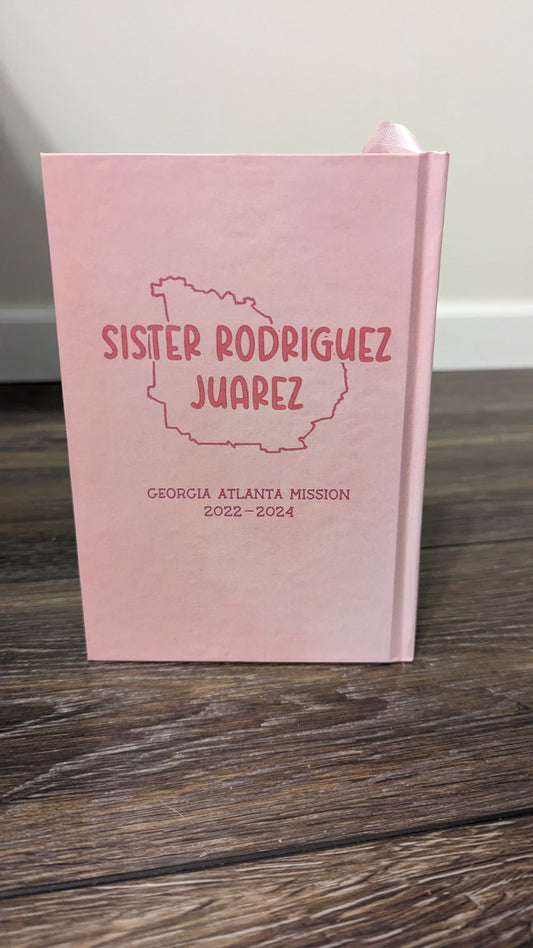 SISTER RODRIGUEZ
JUAREZ
GEORGIA ATLANTA MISSION
2022-2024